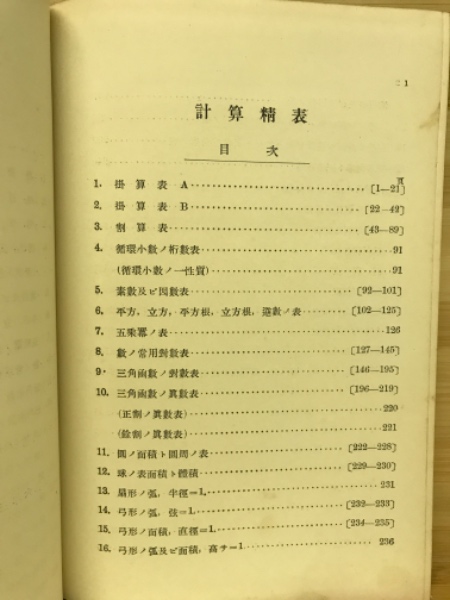 1
計算精表
目次
頁
1. 掛算表 A [1—21]
2. 掛算表 B [22—42]
3. 割算表 [43—89]
4. 循環小數ノ桁數表 91
(循環小數ノ一性質) 91
5. 素數及ビ因數表 [92—101]
6. 平方, 立方, 平方根, 立方根, 逆數ノ表 [102—125]
7. 五乘冪ノ表 126
8. 數ノ常用對數表 [127—145]
9. 三角函數ノ對數表 [146—195]
10. 三角函數ノ眞數表 [196—219]
(正割ノ眞數表) 220
(餘割ノ眞數表) 221
11. 圓ノ面積ト圓周ノ表 [222—228]
12. 球ノ表面積ト體積 [229—230]
13. 扇形ノ弧, 半徑=1. 231
14. 弓形ノ弧, 弦=1. [232—233]
15. 弓形ノ面積, 直徑=1. [234—235]
16. 弓形ノ弧及ビ面積, 高サ=1. 236